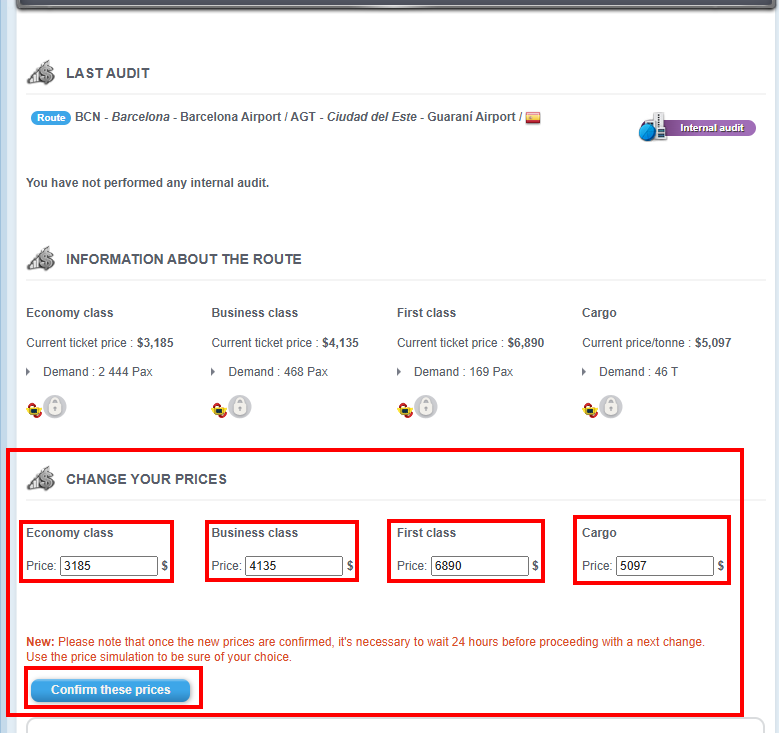 LAST AUDIT
Route BCN - Barcelona - Barcelona Airport / AGT - Ciudad del Este - Guaraní Airport /
Internal audit
You have not performed any internal audit.
INFORMATION ABOUT THE ROUTE
Economy class Business class First class Cargo
Current ticket price : $3,185 Current ticket price : $4,135 Current ticket price : $6,890 Current price/tonne : $5,097
Demand : 2 444 Pax Demand : 468 Pax Demand : 169 Pax Demand : 46 T
CHANGE YOUR PRICES
Economy class Business class First class Cargo
Price: 3185 $ Price: 4135 $ Price: 6890 $ Price: 5097 $
New: Please note that once the new prices are confirmed, it's necessary to wait 24 hours before proceeding with a next change.
Use the price simulation to be sure of your choice.
Confirm these prices